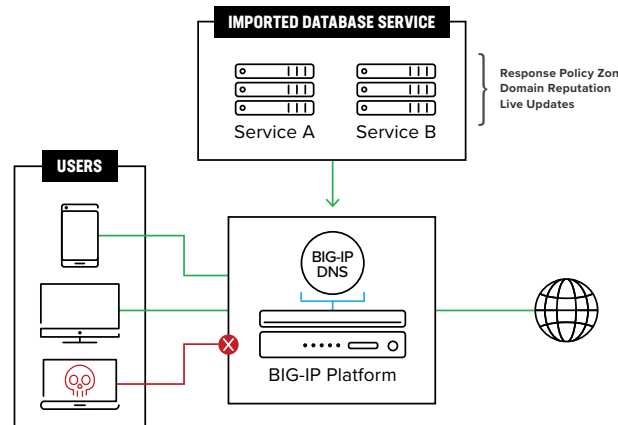 IMPORTED DATABASE SERVICE
Response Policy Zon
Domain Reputation
Live Updates
Service A
Service B
USERS
BIG-IP
DNS
BIG-IP Platform